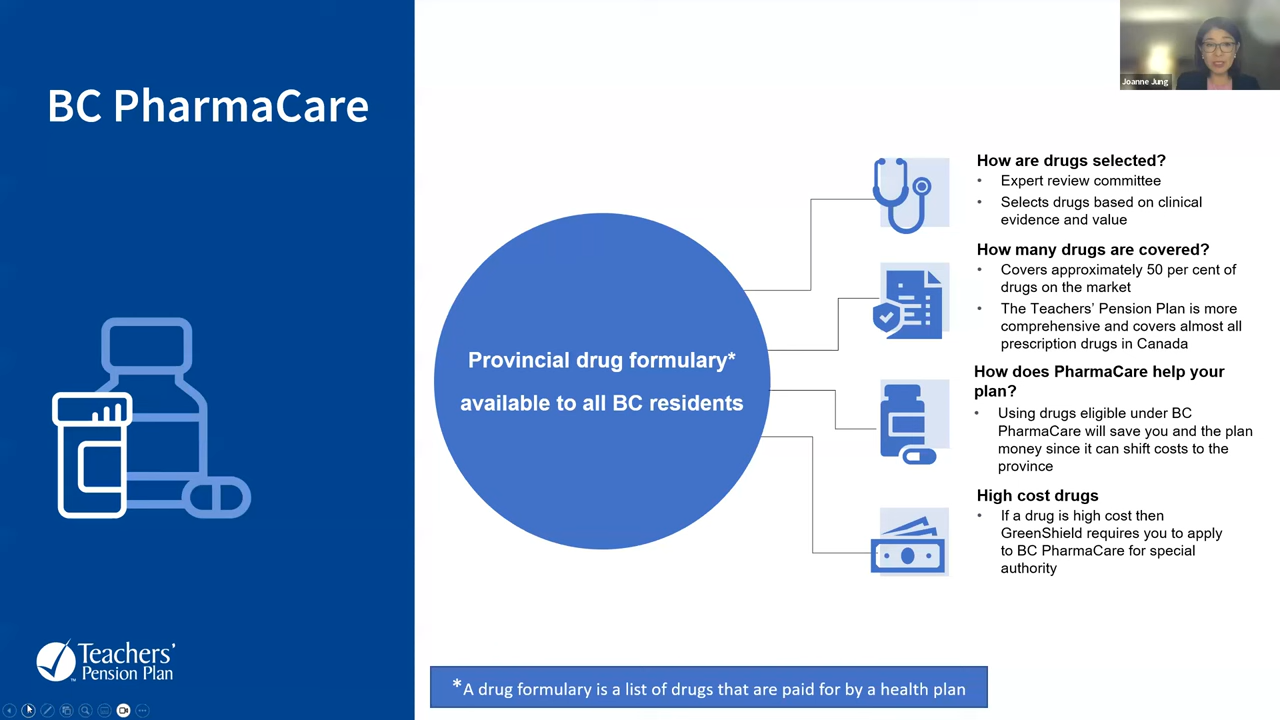 BC PharmaCare
Joanne Jung
Provincial drug formulary*
available to all BC residents
How are drugs selected?
• Expert review committee
• Selects drugs based on clinical
evidence and value
How many drugs are covered?
• Covers approximately 50 per cent of
drugs on the market
• The Teachers' Pension Plan is more
comprehensive and covers almost all
prescription drugs in Canada
How does PharmaCare help your
plan?
• Using drugs eligible under BC
PharmaCare will save you and the plan
money since it can shift costs to the
province
High cost drugs
• If a drug is high cost then
GreenShield requires you to apply
to BC PharmaCare for special
authority
Teachers'
Pension Plan
™
*A drug formulary is a list of drugs that are paid for by a health plan